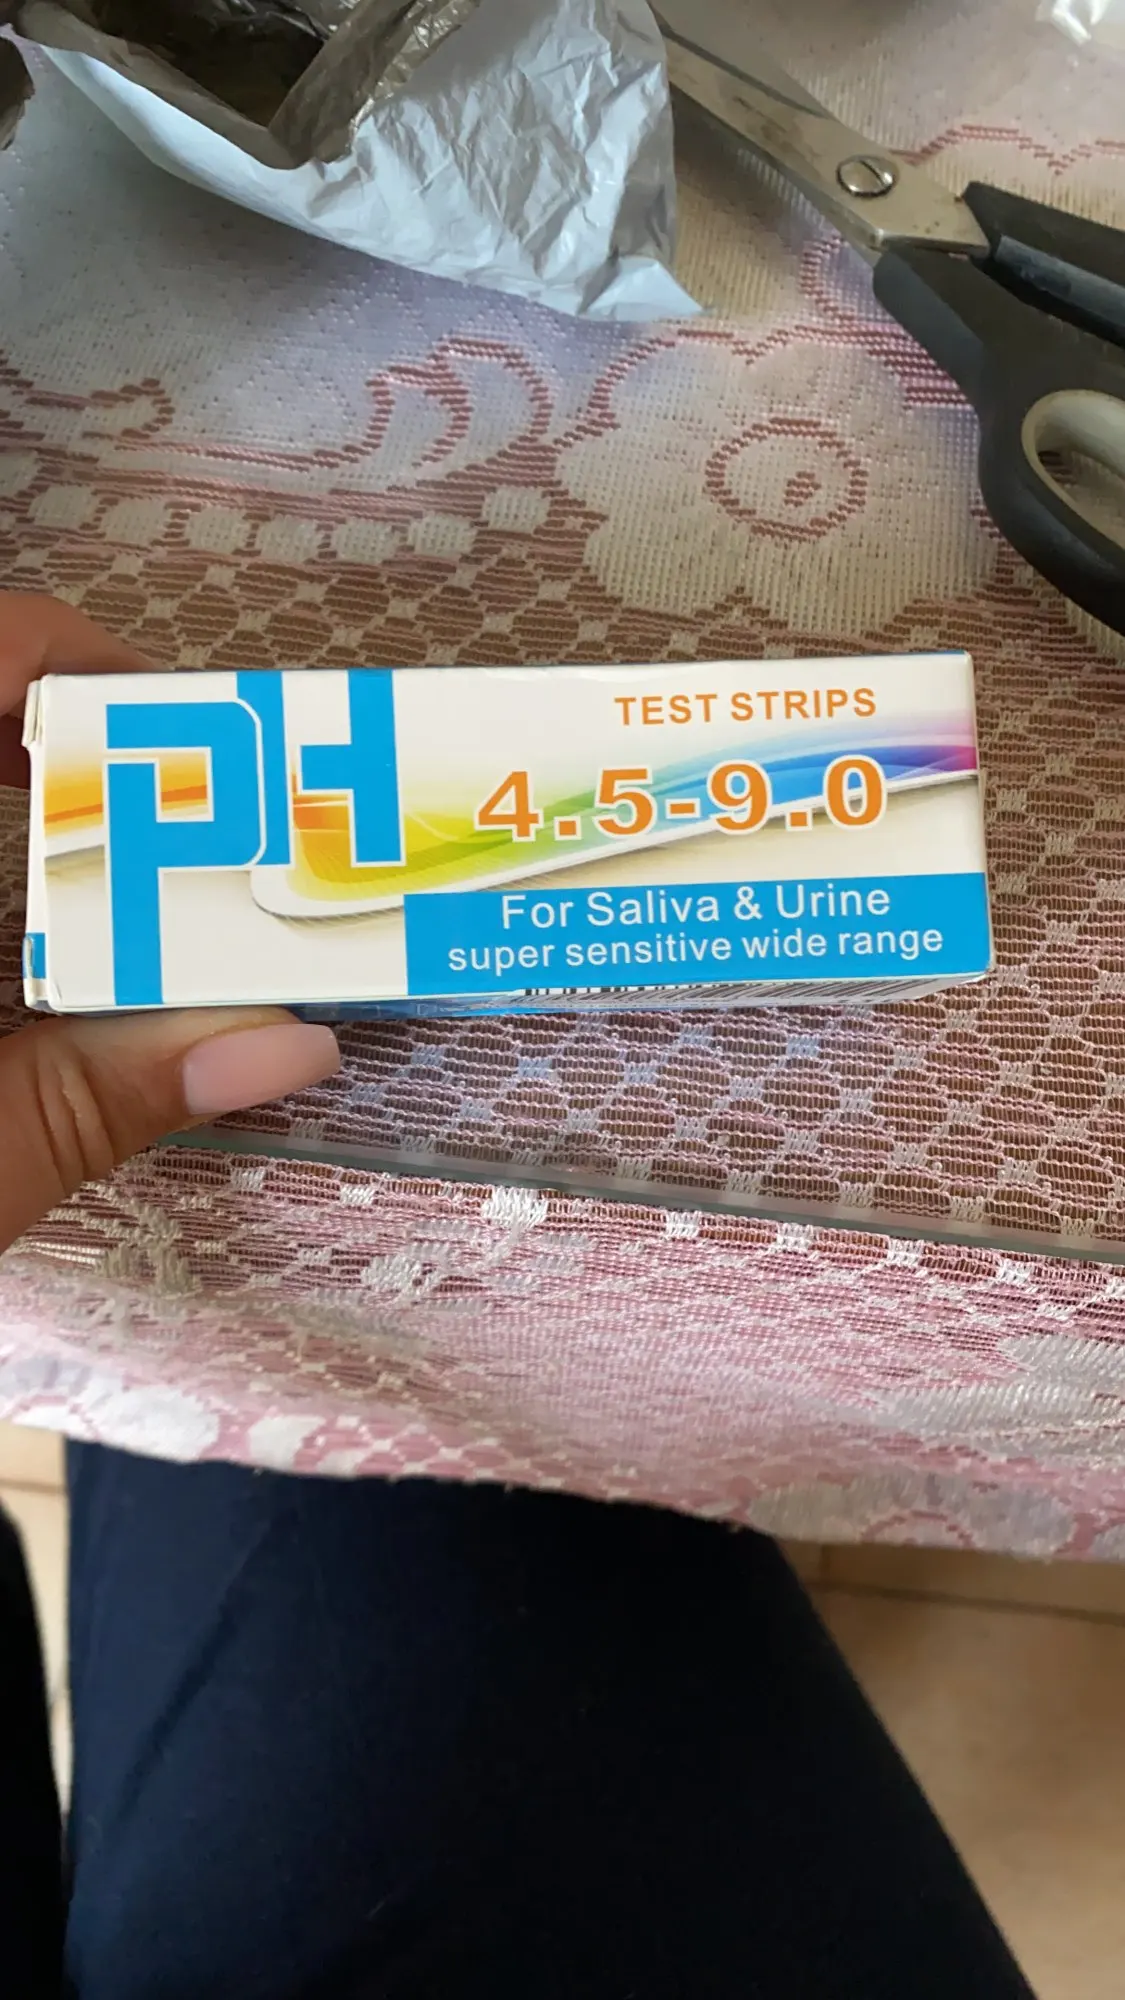 PH
TEST STRIPS
4.5-9.0
For Saliva & Urine
super sensitive wide range